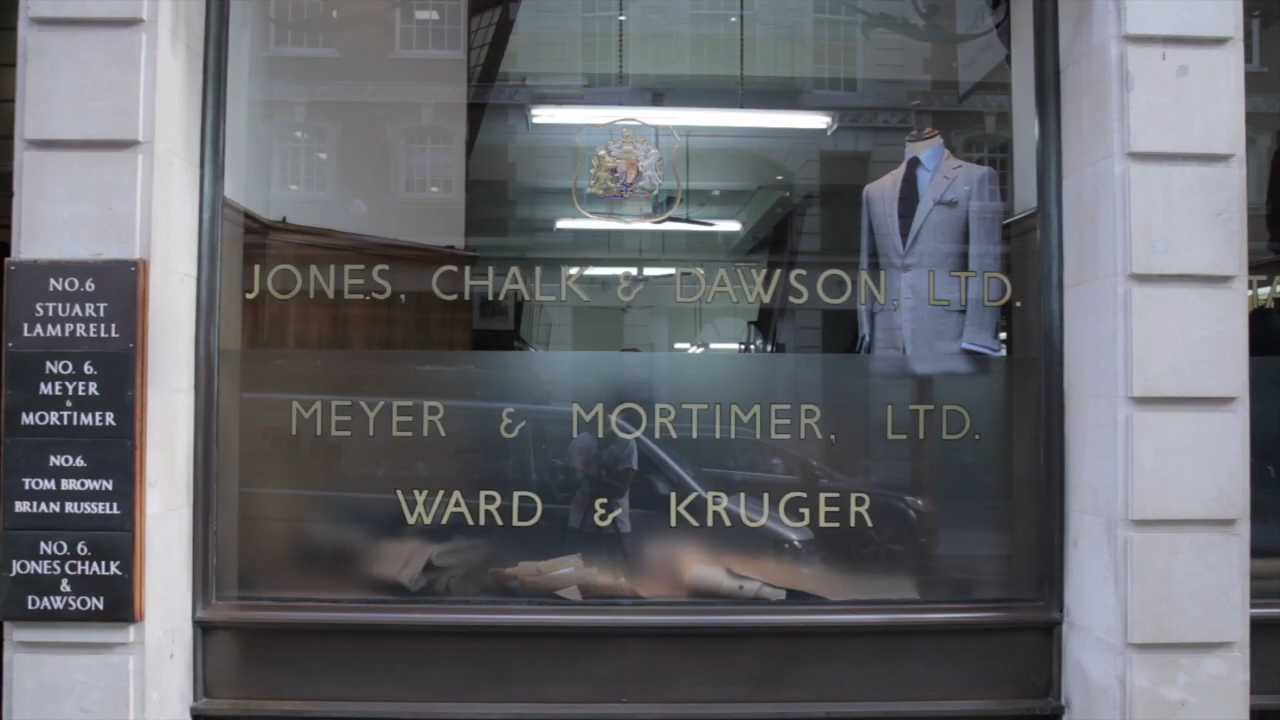 NO.6
STUART
LAMPRELL
NO. 6.
MEYER
&
MORTIMER
NO.6.
TOM BROWN
BRIAN RUSSELL
NO. 6.
JONES CHALK
&
DAWSON
JONES, CHALK & DAWSON, LTD.
MEYER & MORTIMER, LTD.
WARD & KRUGER